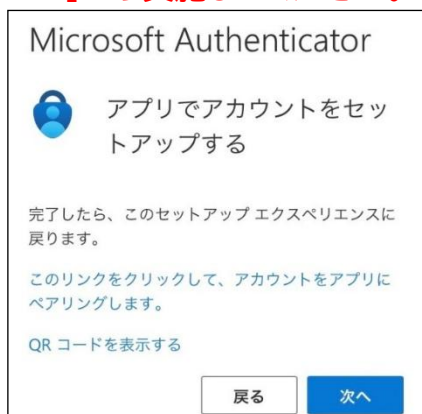 Microsoft Authenticator
アプリでアカウントをセッ
トアップする
完了したら、このセットアップ エクスペリエンスに
戻ります。
このリンクをクリックして、アカウントをアプリに
ペアリングします。
QR コードを表示する
戻る
次へ